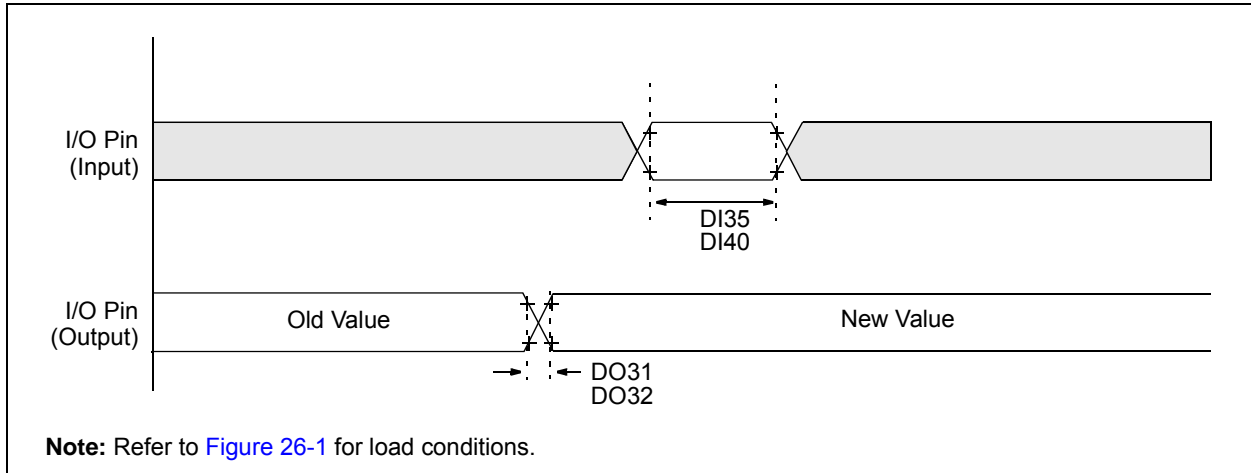 I/O Pin
(Input)
DI35
DI40
I/O Pin
(Output)
Old Value
New Value
DO31
DO32
Note: Refer to Figure 26-1 for load conditions.